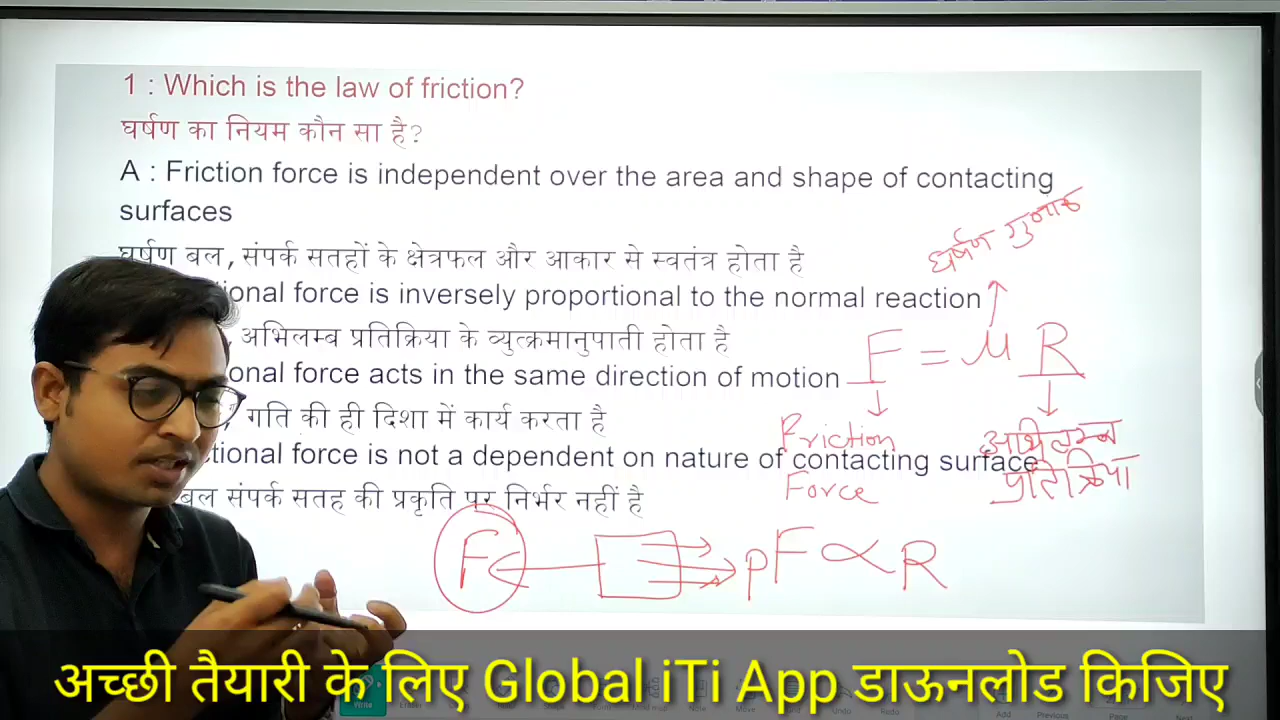 1 : Which is the law of friction?
घर्षण का नियम कौन सा है?
A : Friction force is independent over the area and shape of contacting
surfaces
घर्षण बल, संपर्क सतहों के क्षेत्रफल और आकार से स्वतंत्र होता है
घर्षण गुणांक
onal force is inversely proportional to the normal reaction
अभिलम्ब प्रतिक्रिया के व्युत्क्रमानुपाती होता है
F = μ R
onal force acts in the same direction of motion
गति की ही दिशा में कार्य करता है
Friction
Force
अभिलम्ब
प्रतिक्रिया
ctional force is not a dependent on nature of contacting surface
बल संपर्क सतह की प्रकृति पर निर्भर नहीं है
F
P
F ∝ R
अच्छी तैयारी के लिए Global iTi App डाऊनलोड किजिए
Write